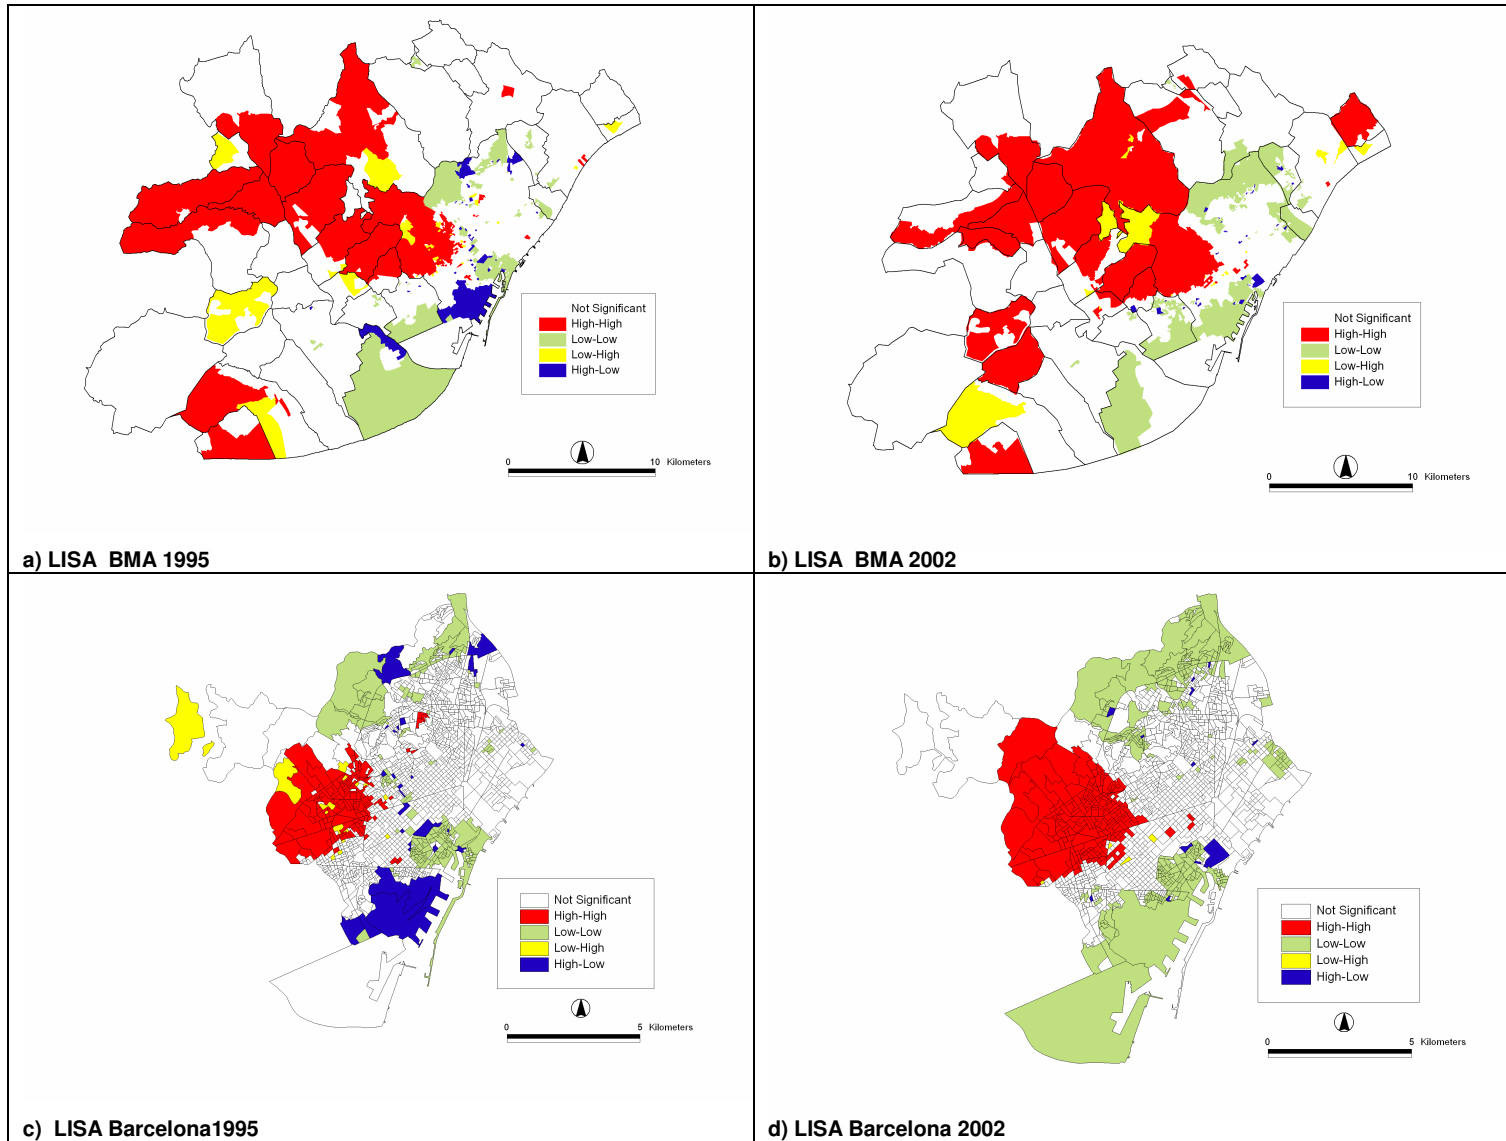 Not Significant
High-High
Low-Low
Low-High
High-Low
0 10 Kilometers
a) LISA BMA 1995
Not Significant
High-High
Low-Low
Low-High
High-Low
0 10 Kilometers
b) LISA BMA 2002
Not Significant
High-High
Low-Low
Low-High
High-Low
0 5 Kilometers
c) LISA Barcelona1995
Not Significant
High-High
Low-Low
Low-High
High-Low
0 5 Kilometers
d) LISA Barcelona 2002